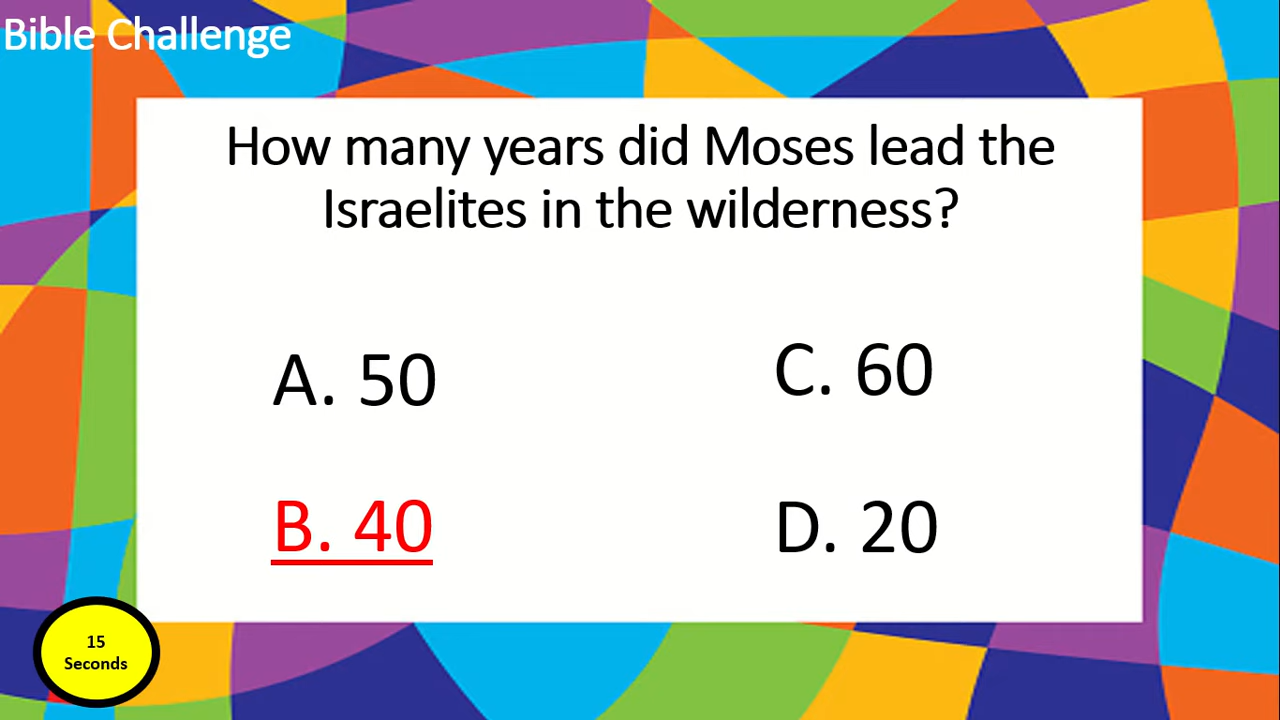 Bible Challenge
How many years did Moses lead the
Israelites in the wilderness?
A. 50
C. 60
B. 40
D. 20
15
Seconds